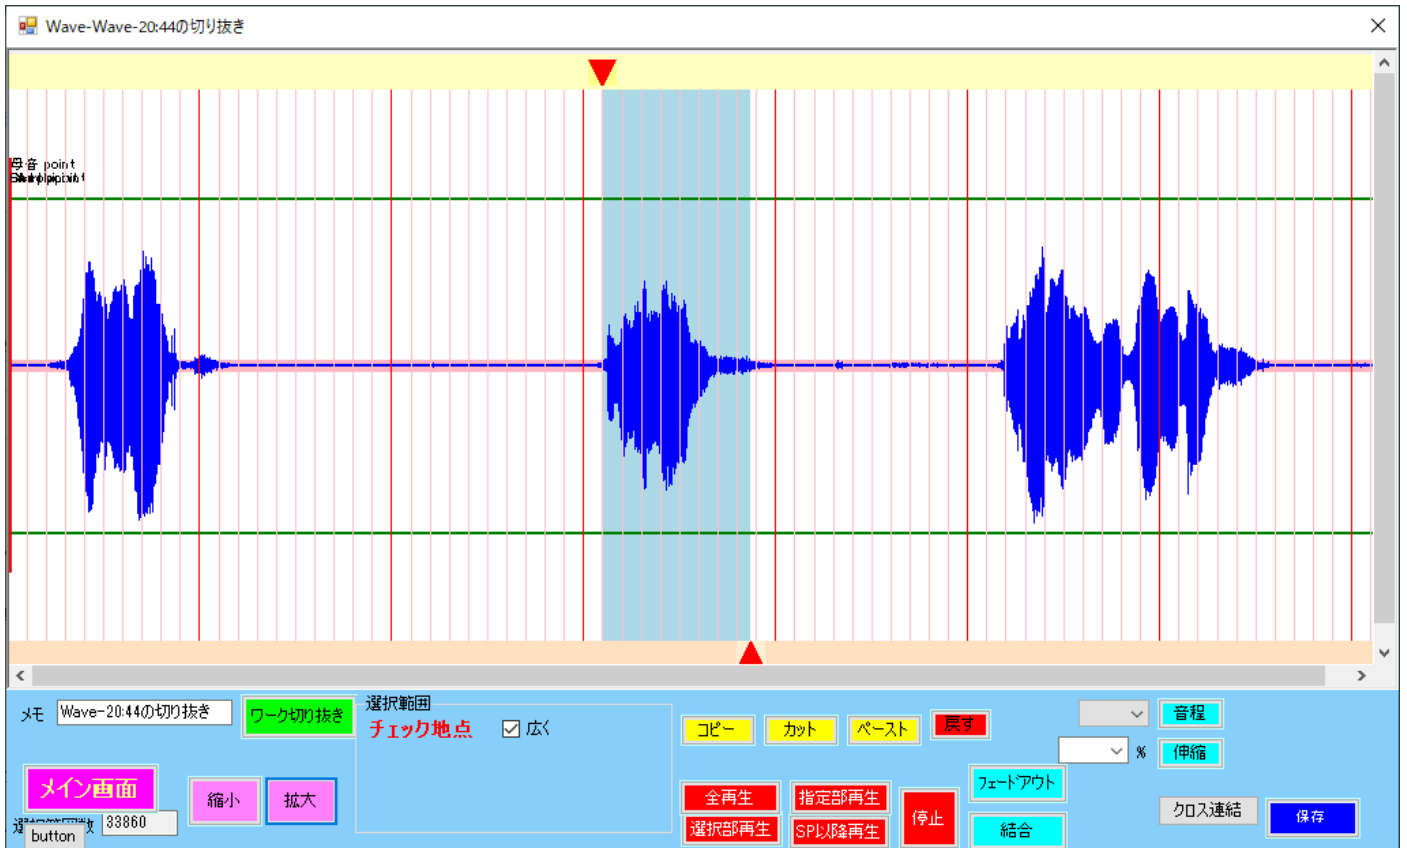 Wave-Wave-20:44の切り抜き
母音 point
メモ Wave-20:44の切り抜き ワーク切り抜き
選択範囲
チェック地点 広く
コピー カット ペースト 戻す
音程
% 伸縮
メイン画面 縮小 拡大
全再生 指定部再生 停止 フェードアウト
選択部再生 SP以降再生 結合
クロス連結 保存
33860
button